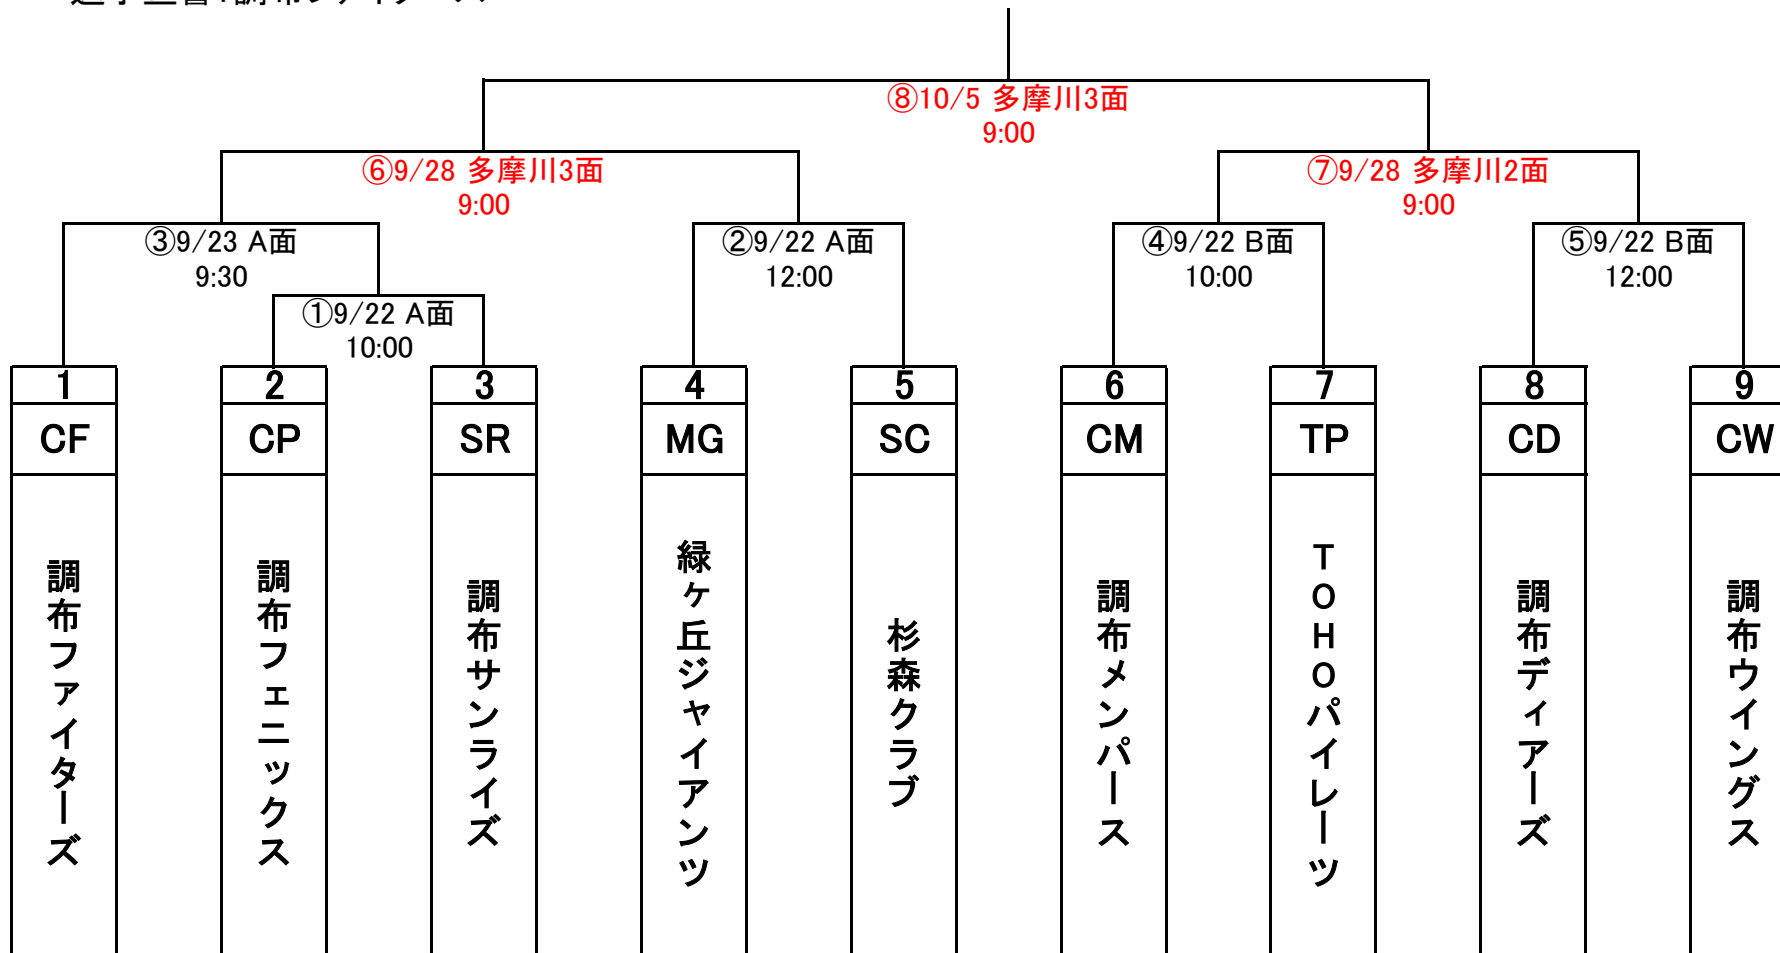 ⑧10/5 多摩川3面
9:00
⑥9/28 多摩川3面
9:00
⑦9/28 多摩川2面
9:00
③9/23 A面
9:30
②9/22 A面
12:00
④9/22 B面
10:00
⑤9/22 B面
12:00
①9/22 A面
10:00
1 2 3 4 5 6 7 8 9
CF CP SR MG SC CM TP CD CW
調布ファイターズ
調布フェニックス
調布サンライズ
緑ヶ丘ジャイアンツ
杉森クラブ
調布メンパース
TOHOパイレーツ
調布ディアーズ
調布ウイングス